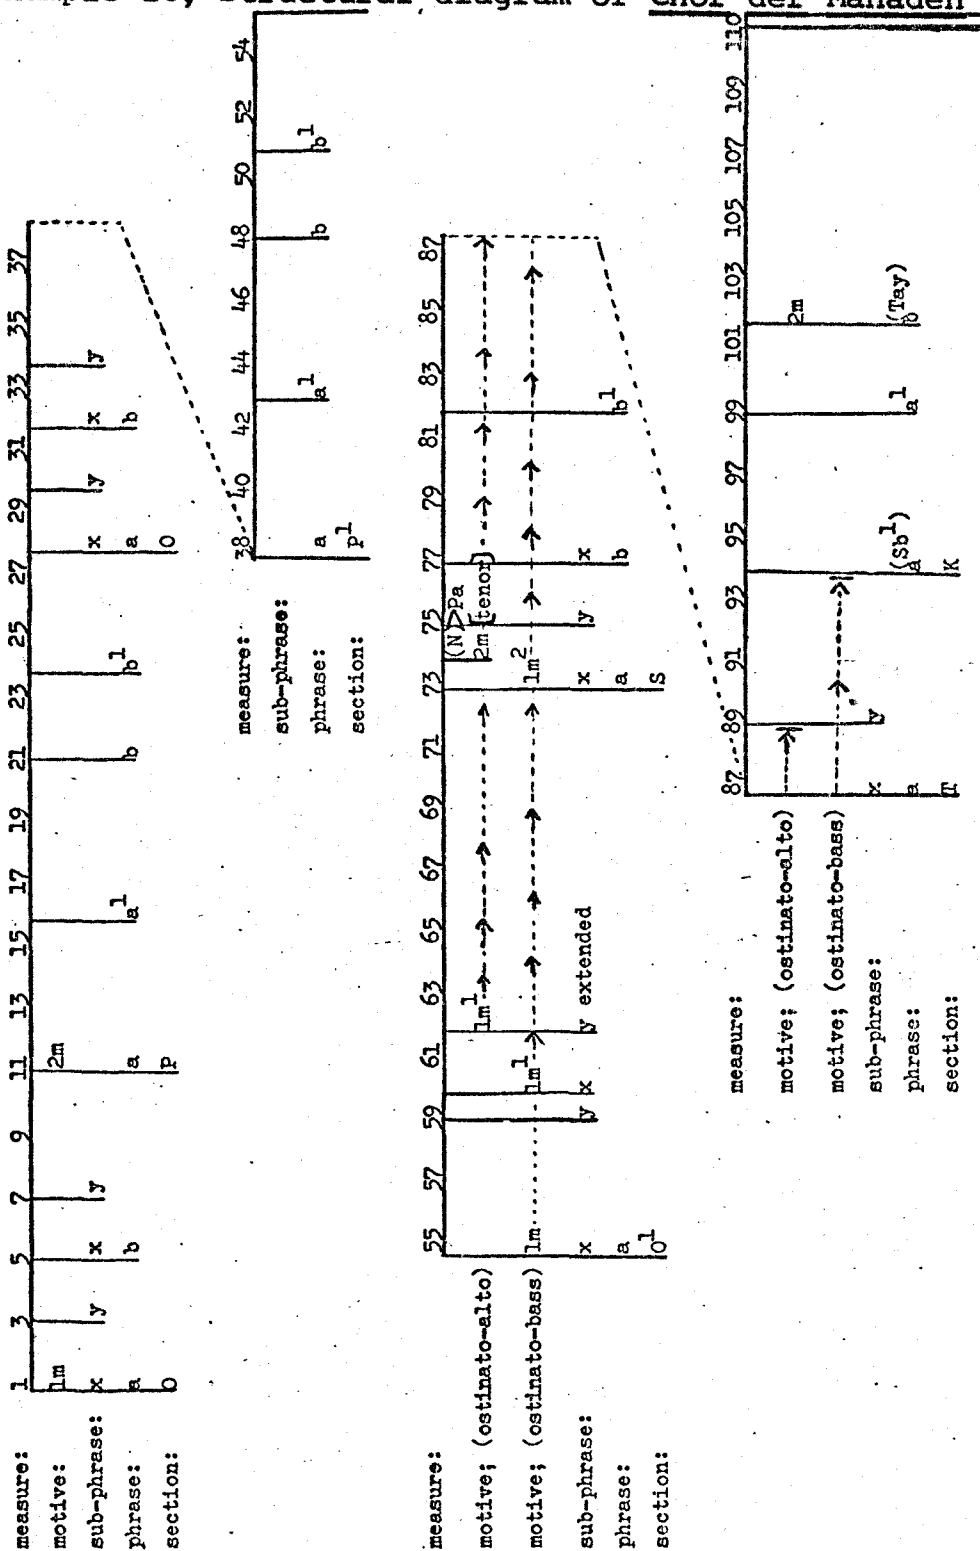 Structural diagram of Chor der Mänaden
measure: 1 3 5 7 9 11 13 15 17 19 21 23 25 27 29 31 33 35 37
motive: 1m 2m
sub-phrase: x y x y x y x y
phrase: a b a a1 b b1 a b
section: O P O
measure: 38 40 42 44 46 48 50 52 54
sub-phrase:
phrase: a a1 b b1
section: P1
measure: 55 57 59 61 63 65 67 69 71 73 75 77 79 81 83 85 87
(N > Pa
motive; (ostinato-alto) 1m1 2m (tenor)
motive; (ostinato-bass) 1m 1m1 1m2
sub-phrase: x y x y extended x y x
phrase: a a b b1
section: O1 S
measure: 87 89 91 93 95 97 99 101 103 105 107 109 110
motive; (ostinato-alto) 2m
motive; (ostinato-bass)
sub-phrase: x y (Sb1) (Tay)
phrase: a a a1 b
section: T K